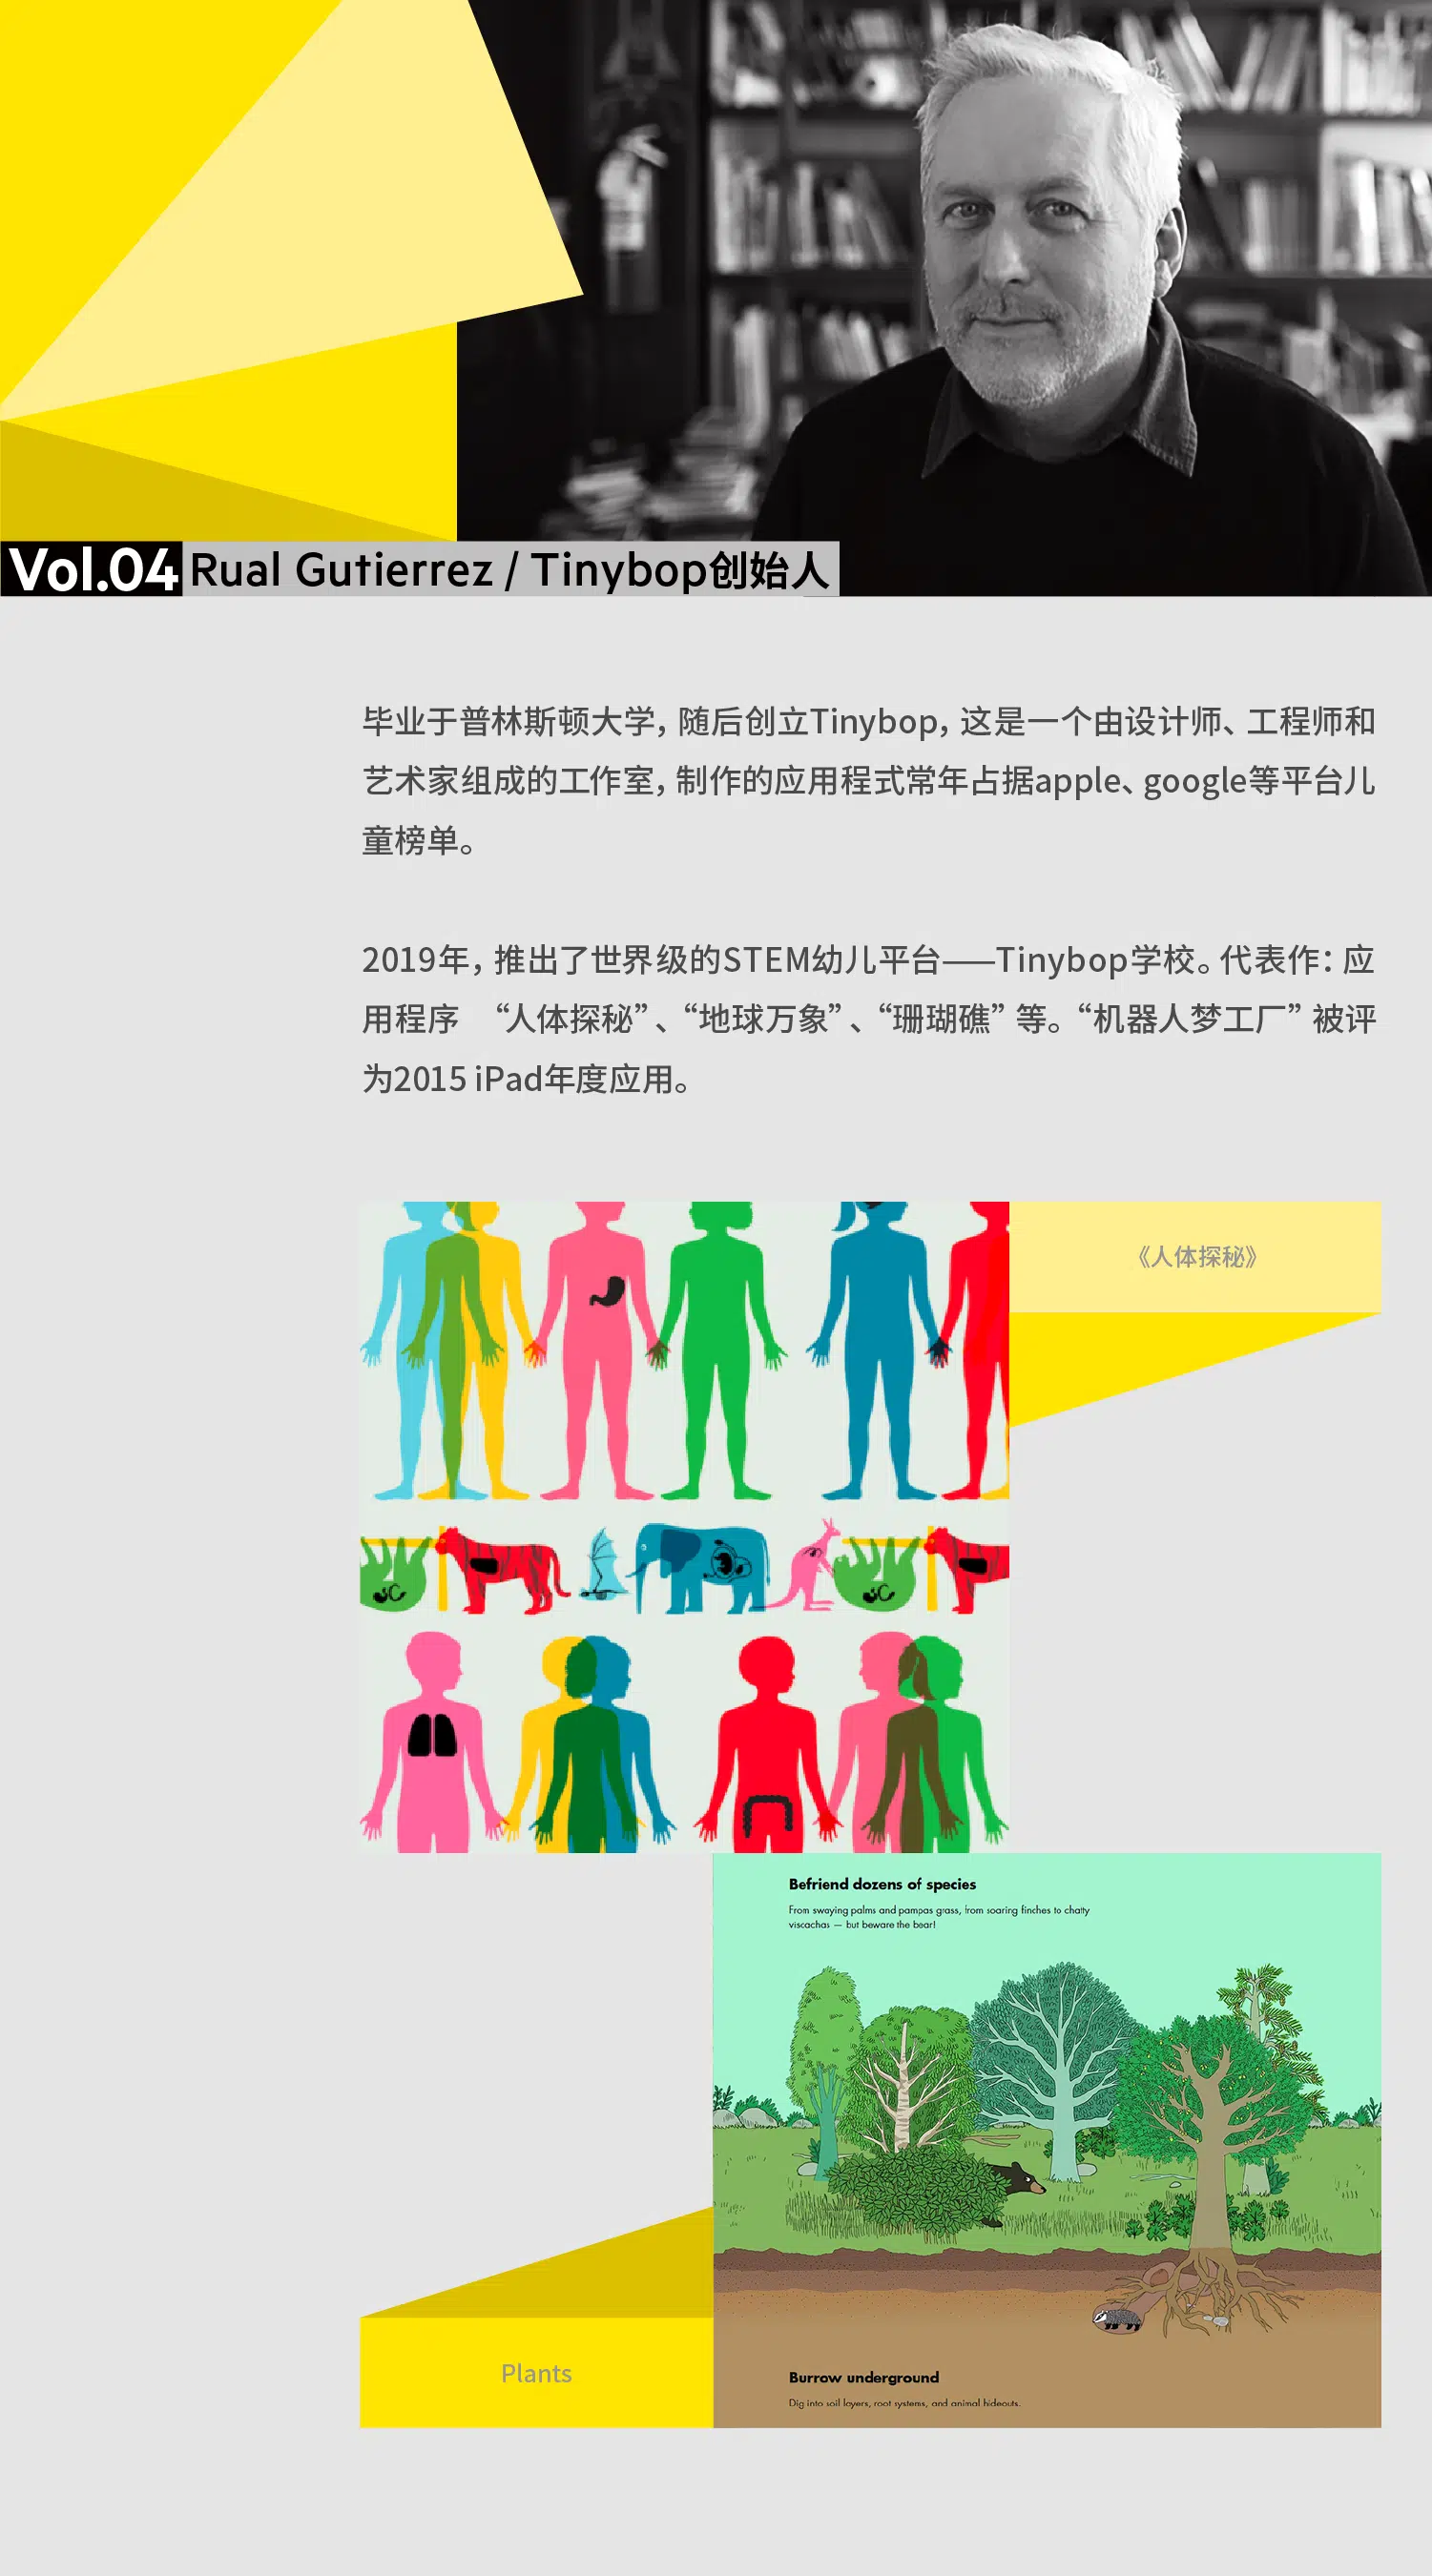 Vol.04 Rual Gutierrez / Tinybop创始人
毕业于普林斯顿大学，随后创立Tinybop，这是一个由设计师、工程师和
艺术家组成的工作室，制作的应用程式常年占据apple、google等平台儿
童榜单。
2019年，推出了世界级的STEM幼儿平台——Tinybop学校。代表作：应
用程序　“人体探秘”、“地球万象”、“珊瑚礁” 等。“机器人梦工厂” 被评
为2015 iPad年度应用。
《人体探秘》
Befriend dozens of species
From swaying palms and pampas grass, from soaring finches to chatty
viscachas — but beware the bear!
Plants
Burrow underground
Dig into soil layers, root systems, and animal hideouts.